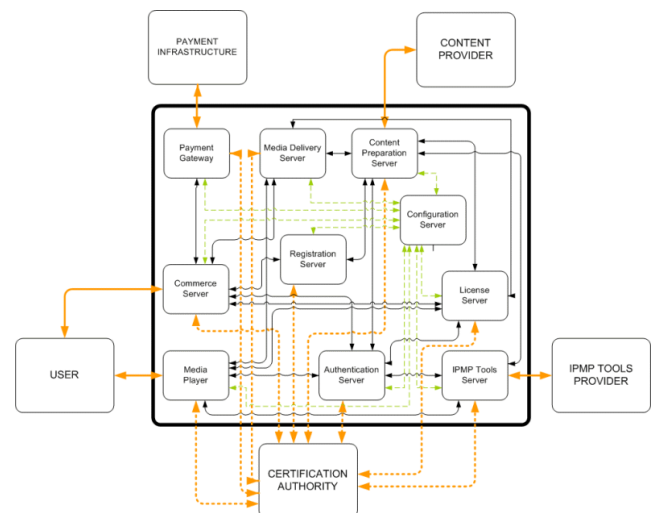 PAYMENT
INFRASTRUCTURE
CONTENT
PROVIDER
Payment
Gateway
Media Delivery
Server
Content
Preparation
Server
Configuration
Server
Registration
Server
Commerce
Server
License
Server
USER
Media
Player
Authentication
Server
IPMP Tools
Server
IPMP TOOLS
PROVIDER
CERTIFICATION
AUTHORITY